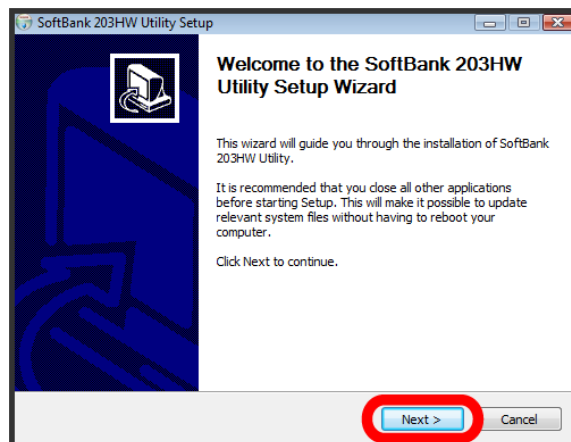 SoftBank 203HW Utility Setup
Welcome to the SoftBank 203HW
Utility Setup Wizard
This wizard will guide you through the installation of SoftBank
203HW Utility.
It is recommended that you close all other applications
before starting Setup. This will make it possible to update
relevant system files without having to reboot your
computer.
Click Next to continue.
Next >
Cancel